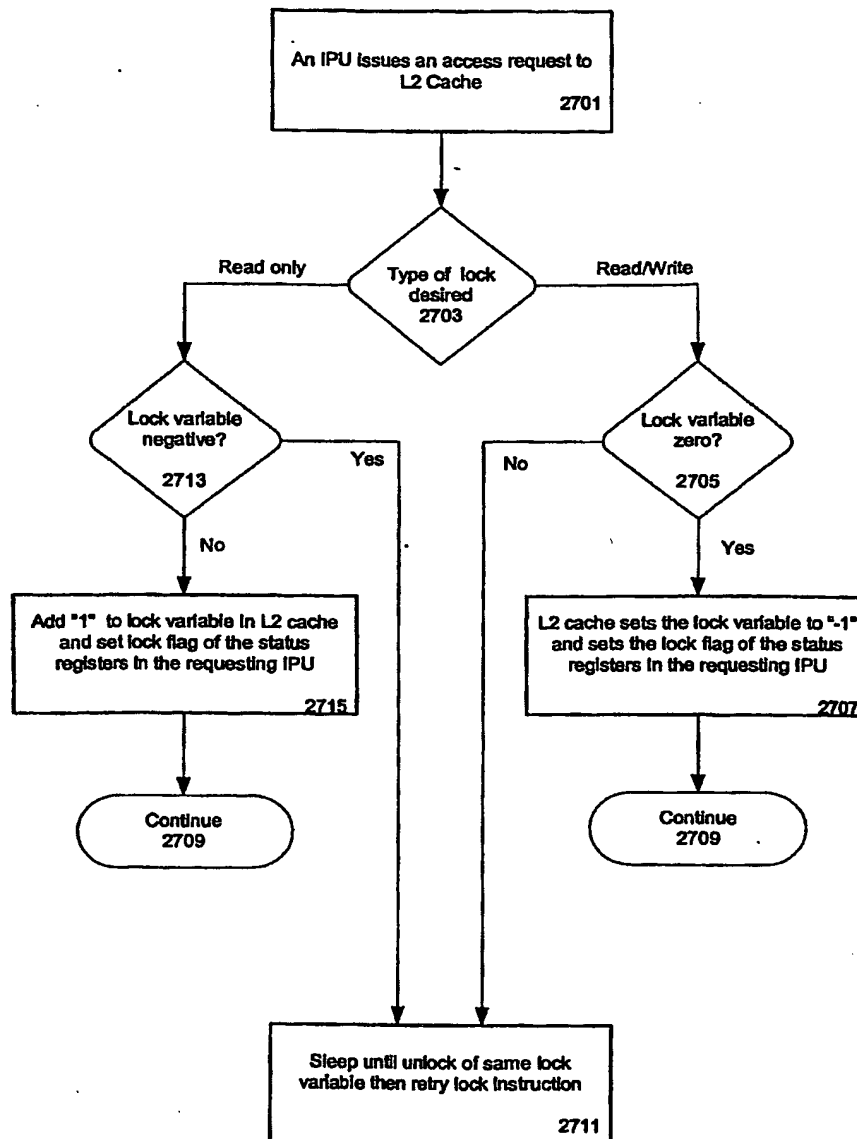 An IPU issues an access request to
L2 Cache
2701
Type of lock
desired
2703
Read only
Read/Write
Lock variable
negative?
2713
Lock variable
zero?
2705
Yes
No
No
Yes
Add "1" to lock variable in L2 cache
and set lock flag of the status
registers in the requesting IPU
2715
L2 cache sets the lock variable to "-1"
and sets the lock flag of the status
registers in the requesting IPU
2707
Continue
2709
Continue
2709
Sleep until unlock of same lock
variable then retry lock instruction
2711